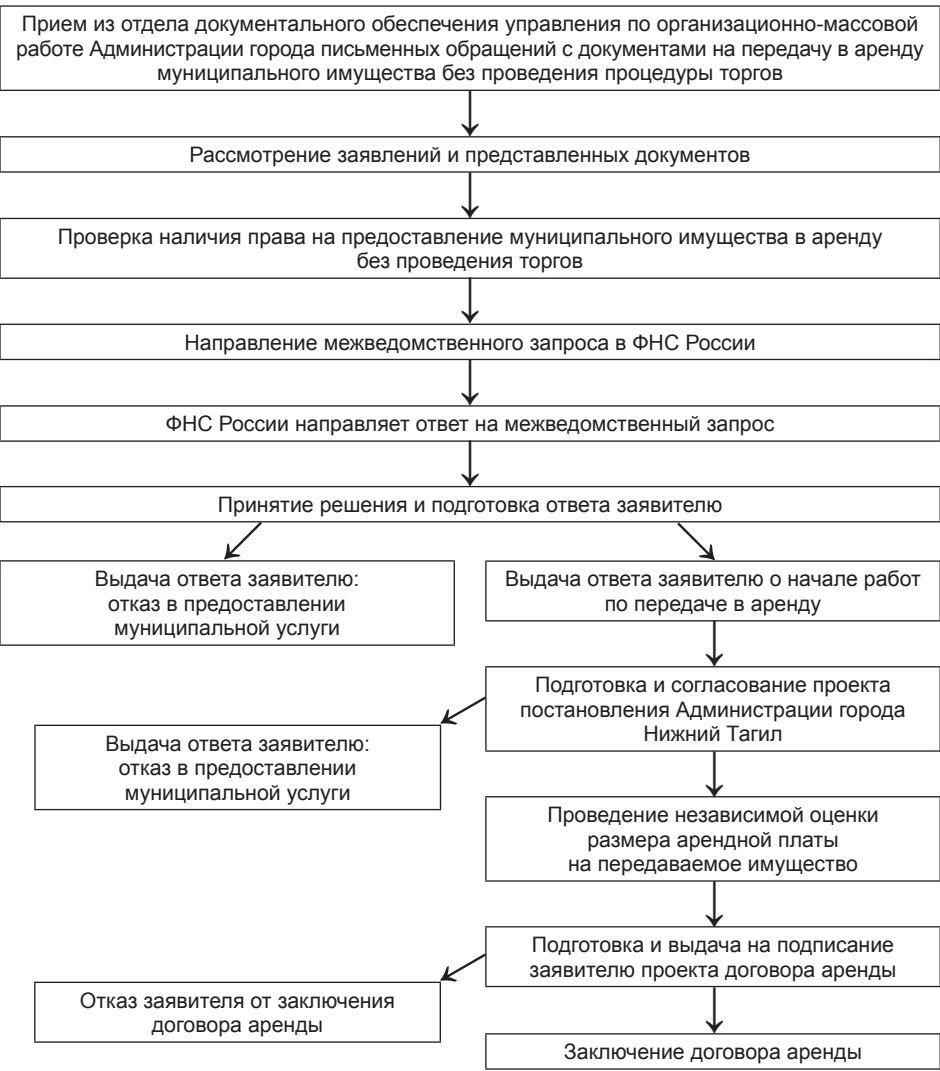 Прием из отдела документального обеспечения управления по организационно-массовой
работе Администрации города письменных обращений с документами на передачу в аренду
муниципального имущества без проведения процедуры торгов
Рассмотрение заявлений и представленных документов
Проверка наличия права на предоставление муниципального имущества в аренду
без проведения торгов
Направление межведомственного запроса в ФНС России
ФНС России направляет ответ на межведомственный запрос
Принятие решения и подготовка ответа заявителю
Выдача ответа заявителю:
отказ в предоставлении
муниципальной услуги
Выдача ответа заявителю о начале работ
по передаче в аренду
Подготовка и согласование проекта
постановления Администрации города
Нижний Тагил
Выдача ответа заявителю:
отказ в предоставлении
муниципальной услуги
Проведение независимой оценки
размера арендной платы
на передаваемое имущество
Подготовка и выдача на подписание
заявителю проекта договора аренды
Отказ заявителя от заключения
договора аренды
Заключение договора аренды